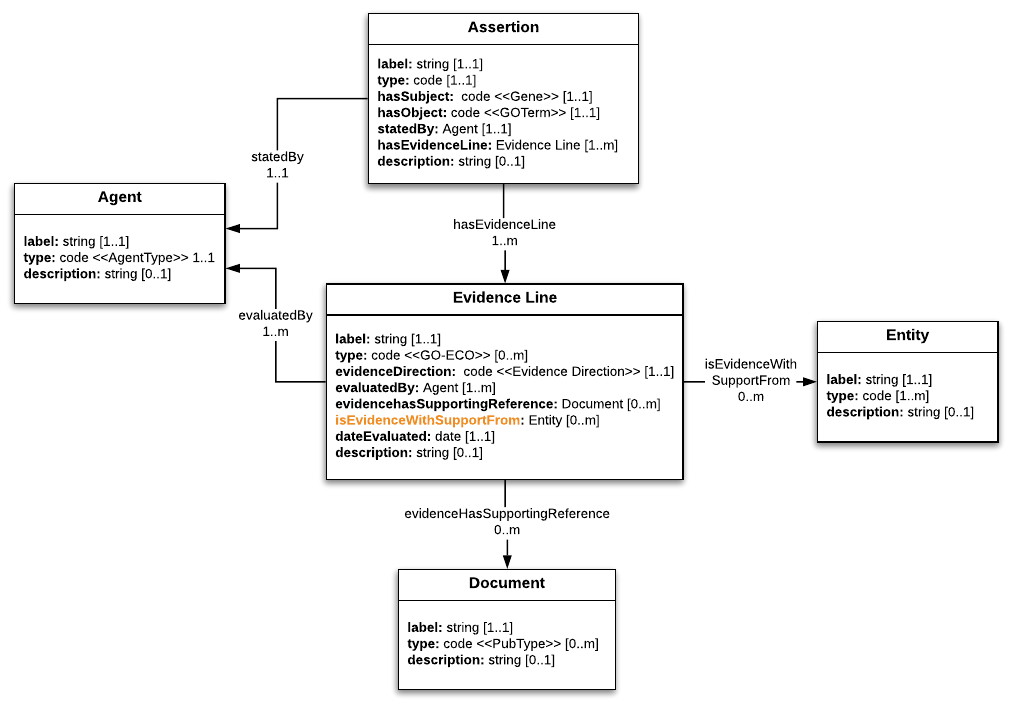 Assertion
label: string [1..1]
type: code [1..1]
hasSubject:  code <<Gene>> [1..1]
hasObject: code <<GOTerm>> [1..1]
statedBy: Agent [1..1]
hasEvidenceLine: Evidence Line [1..m]
description: string [0..1]
statedBy
1..1
Agent
label: string [1..1]
type: code <<AgentType>> 1..1
description: string [0..1]
hasEvidenceLine
1..m
evaluatedBy
1..m
Evidence Line
label: string [1..1]
type: code <<GO-ECO>> [0..m]
evidenceDirection:  code <<Evidence Direction>> [1..1]
evaluatedBy: Agent [1..m]
evidencehasSupportingReference: Document [0..m]
isEvidenceWithSupportFrom: Entity [0..m]
dateEvaluated: date [1..1]
description: string [0..1]
isEvidenceWith
SupportFrom
0..m
Entity
label: string [1..1]
type: code [1..m]
description: string [0..1]
evidenceHasSupportingReference
0..m
Document
label: string [1..1]
type: code <<PubType>> [0..m]
description: string [0..1]